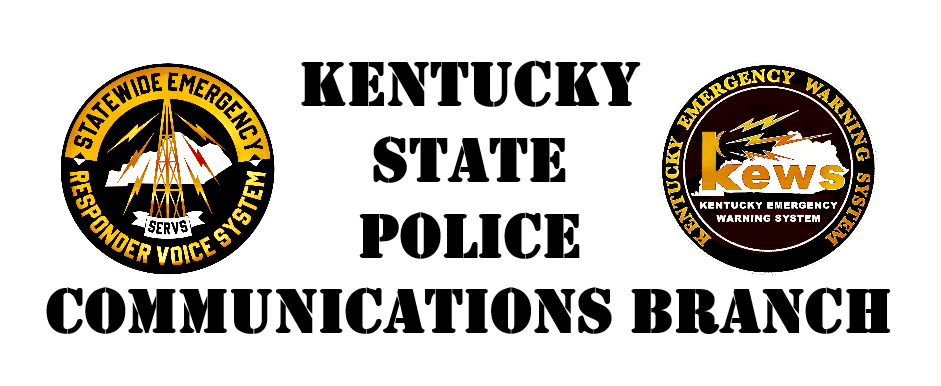 KENTUCKY
STATE
POLICE
COMMUNICATIONS BRANCH
STATEWIDE EMERGENCY
RESPONDER VOICE SYSTEM
SERVS
KENTUCKY EMERGENCY WARNING SYSTEM
kews
KENTUCKY EMERGENCY
WARNING SYSTEM